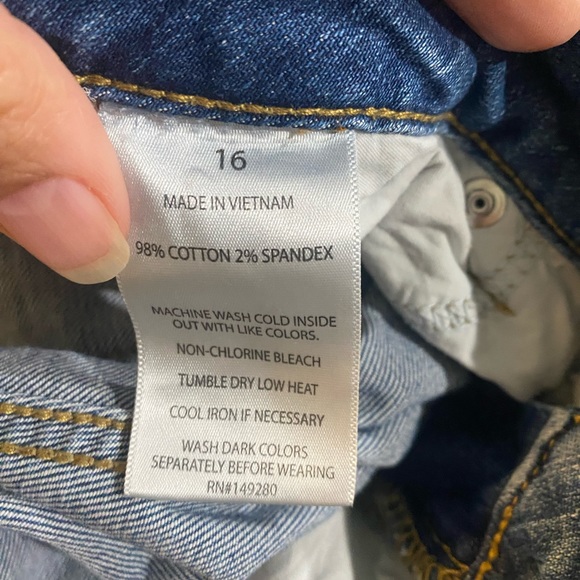 16
MADE IN VIETNAM
98% COTTON 2% SPANDEX
MACHINE WASH COLD INSIDE
OUT WITH LIKE COLORS.
NON-CHLORINE BLEACH
TUMBLE DRY LOW HEAT
COOL IRON IF NECESSARY
WASH DARK COLORS
SEPARATELY BEFORE WEARING
RN#149280